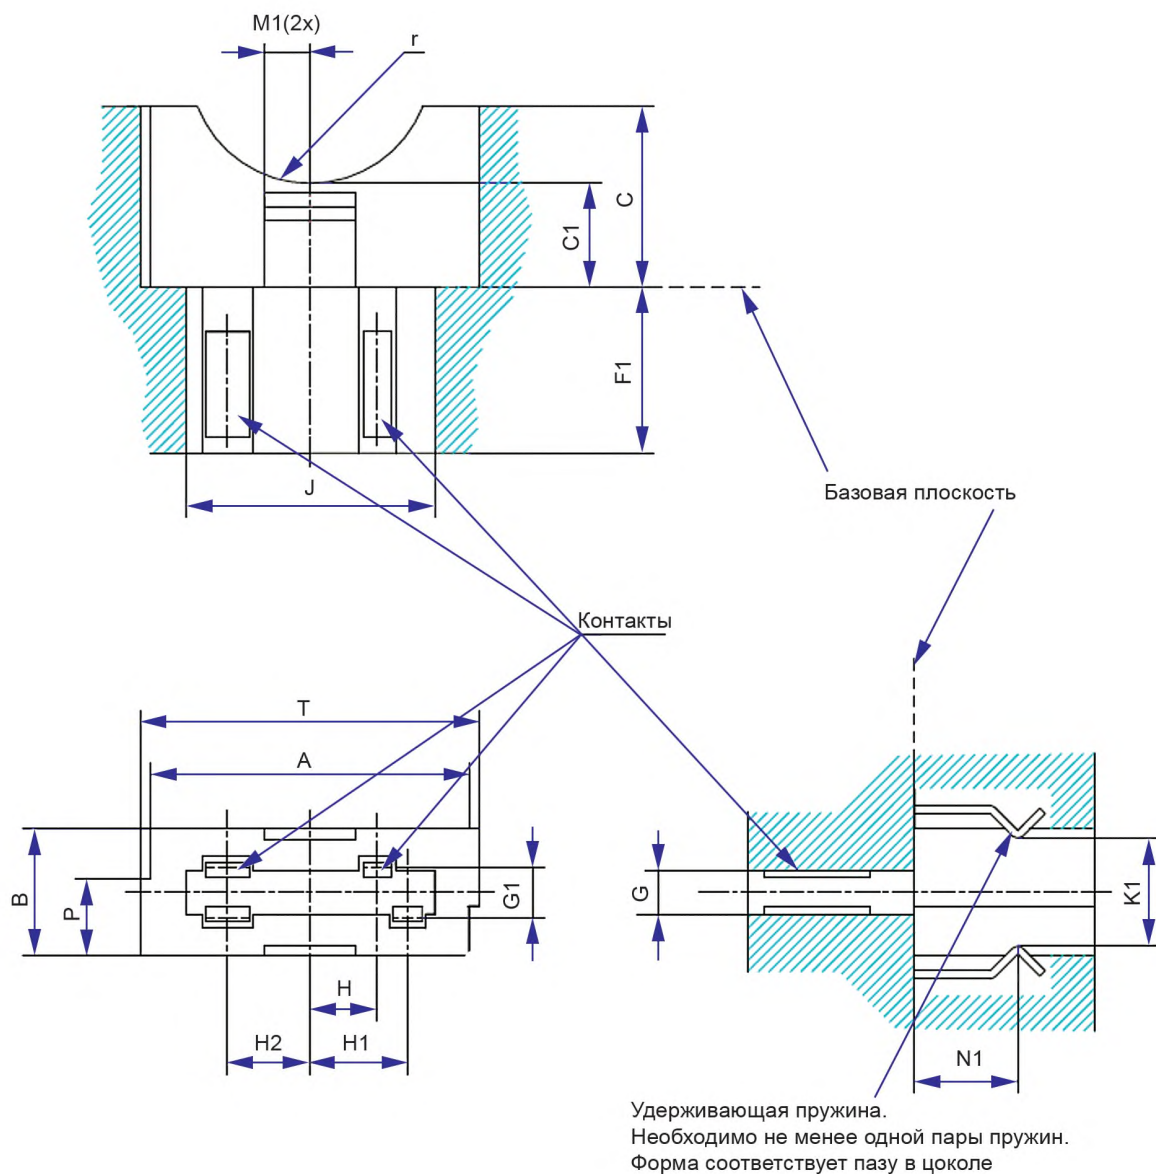 M1(2x)
r
C
C1
F1
J
Базовая плоскость
Контакты
T
A
B
P
G1
G
K1
H
H2
H1
N1
Удерживающая пружина.
Необходимо не менее одной пары пружин.
Форма соответствует пазу в цоколе